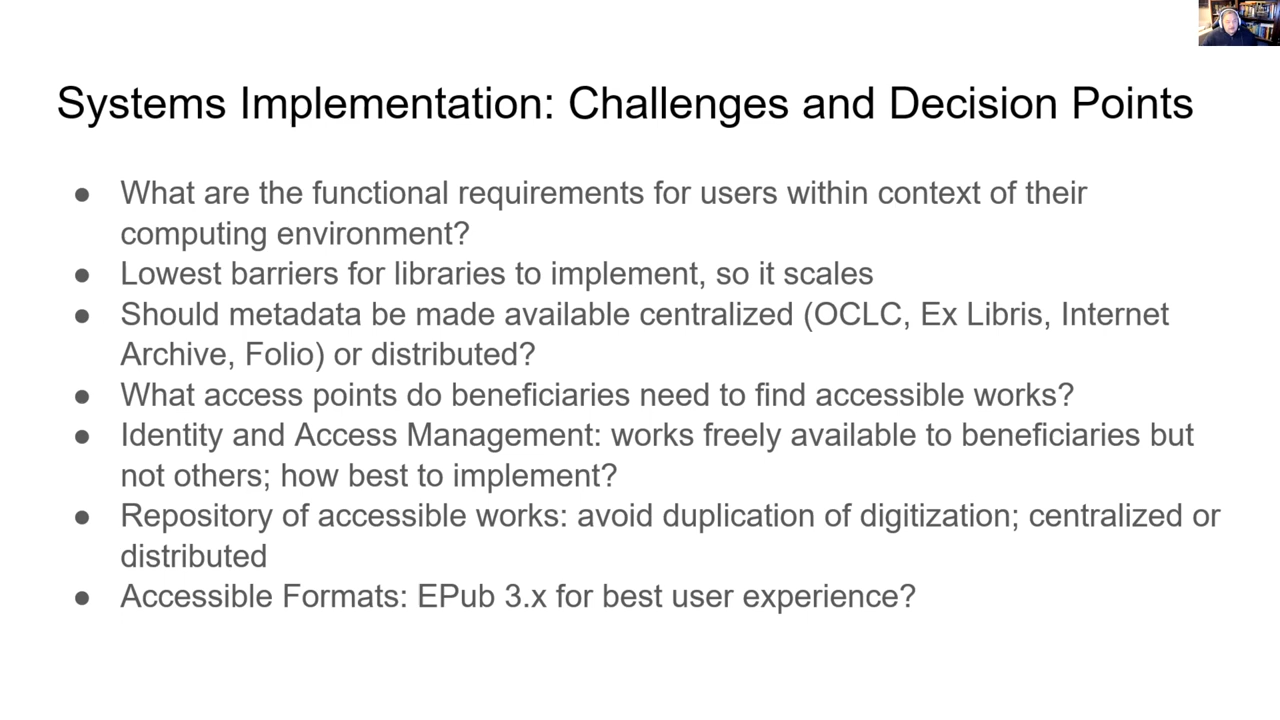 Systems Implementation: Challenges and Decision Points
● What are the functional requirements for users within context of their
computing environment?
● Lowest barriers for libraries to implement, so it scales
● Should metadata be made available centralized (OCLC, Ex Libris, Internet
Archive, Folio) or distributed?
● What access points do beneficiaries need to find accessible works?
● Identity and Access Management: works freely available to beneficiaries but
not others; how best to implement?
● Repository of accessible works: avoid duplication of digitization; centralized or
distributed
● Accessible Formats: EPub 3.x for best user experience?